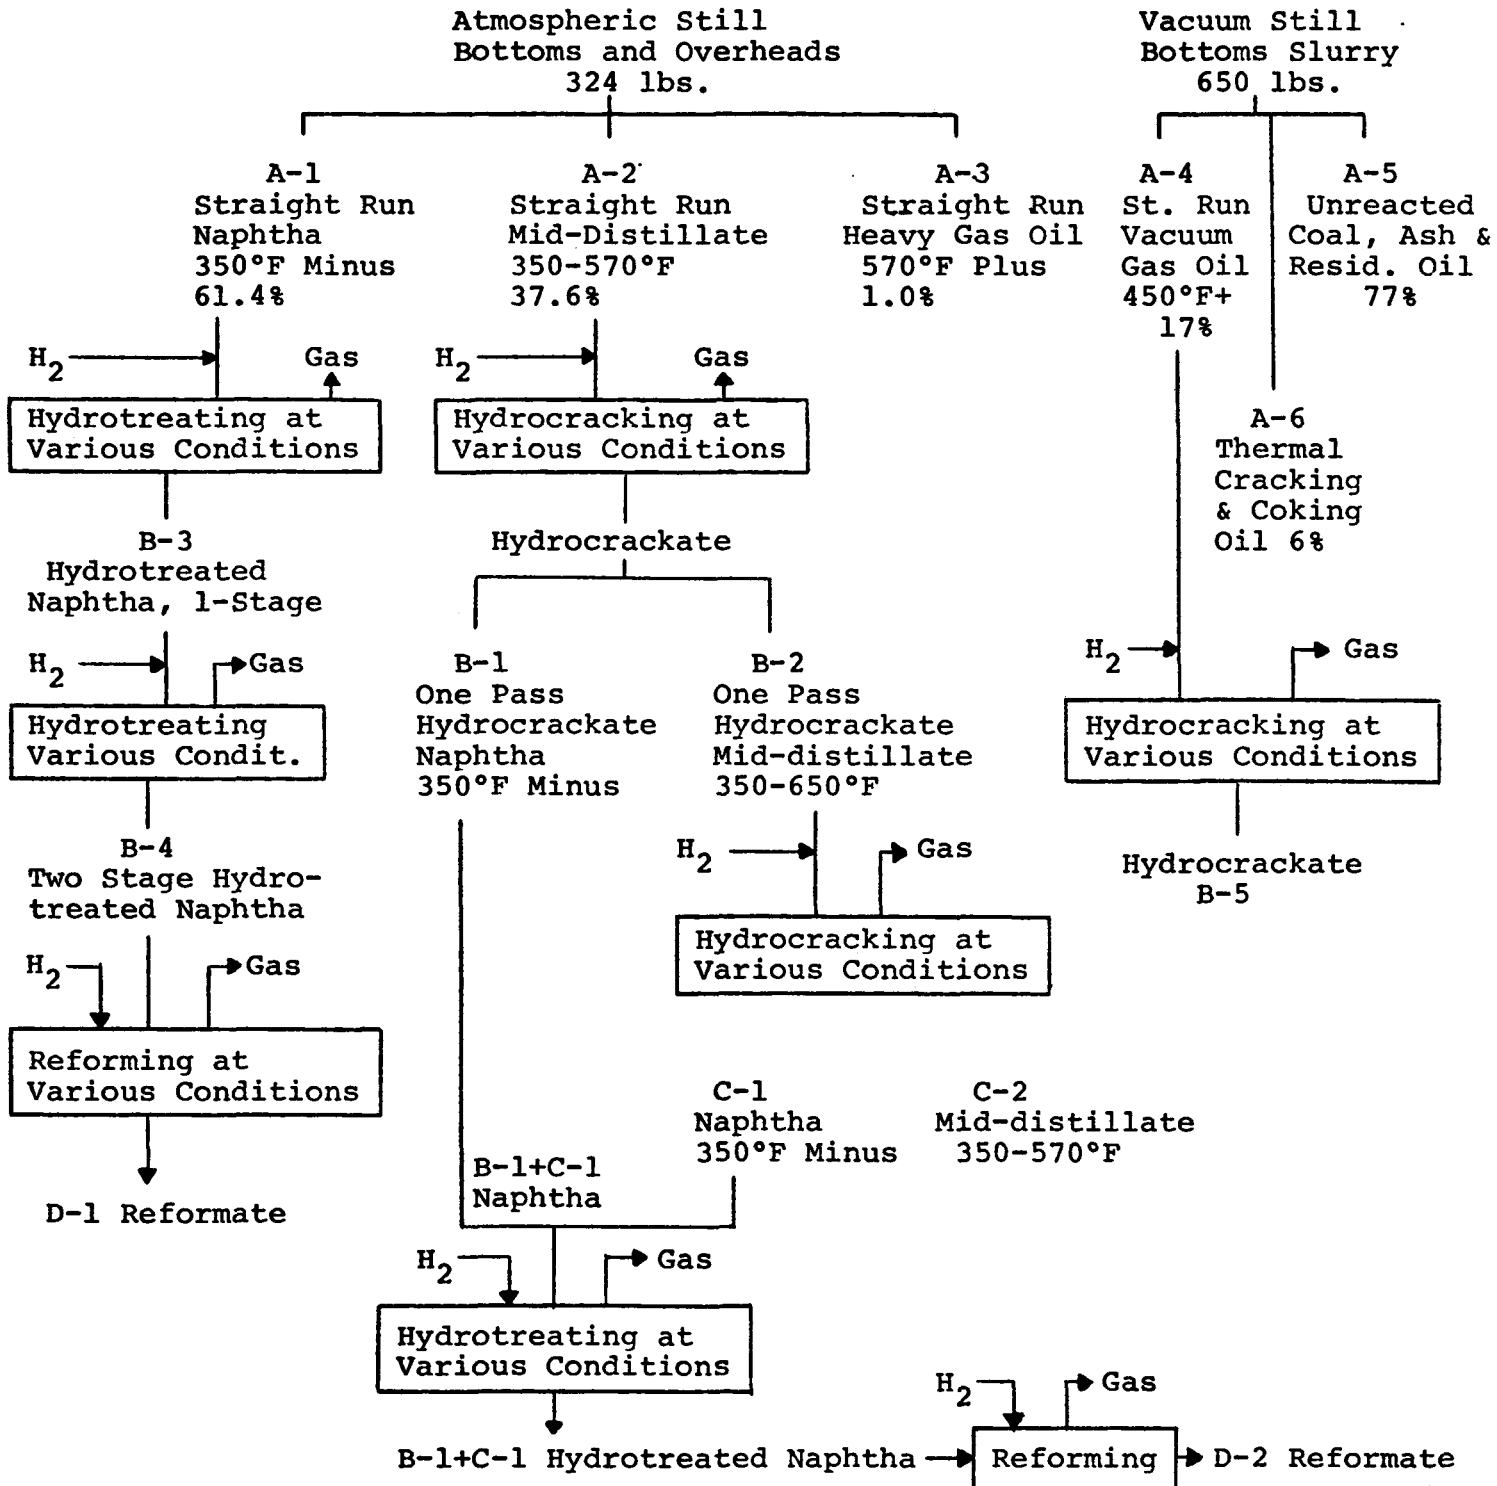 Atmospheric Still
Bottoms and Overheads
324 lbs.
Vacuum Still
Bottoms Slurry
650 lbs.
A-1
Straight Run
Naphtha
350°F Minus
61.4%
A-2
Straight Run
Mid-Distillate
350-570°F
37.6%
A-3
Straight Run
Heavy Gas Oil
570°F Plus
1.0%
A-4
St. Run
Vacuum
Gas Oil
450°F+
17%
A-5
Unreacted
Coal, Ash &
Resid. Oil
77%
H2
Gas
Hydrotreating at
Various Conditions
H2
Gas
Hydrocracking at
Various Conditions
A-6
Thermal
Cracking
& Coking
Oil 6%
B-3
Hydrotreated
Naphtha, 1-Stage
Hydrocrackate
H2
Gas
Hydrotreating
Various Condit.
B-1
One Pass
Hydrocrackate
Naphtha
350°F Minus
B-2
One Pass
Hydrocrackate
Mid-distillate
350-650°F
H2
Gas
Hydrocracking at
Various Conditions
B-4
Two Stage Hydro-
treated Naphtha
H2
Gas
Hydrocracking at
Various Conditions
Hydrocrackate
B-5
H2
Gas
Reforming at
Various Conditions
D-1 Reformate
C-1
Naphtha
350°F Minus
C-2
Mid-distillate
350-570°F
B-1+C-1
Naphtha
H2
Gas
Hydrotreating at
Various Conditions
B-1+C-1 Hydrotreated Naphtha
H2
Gas
Reforming
D-2 Reformate